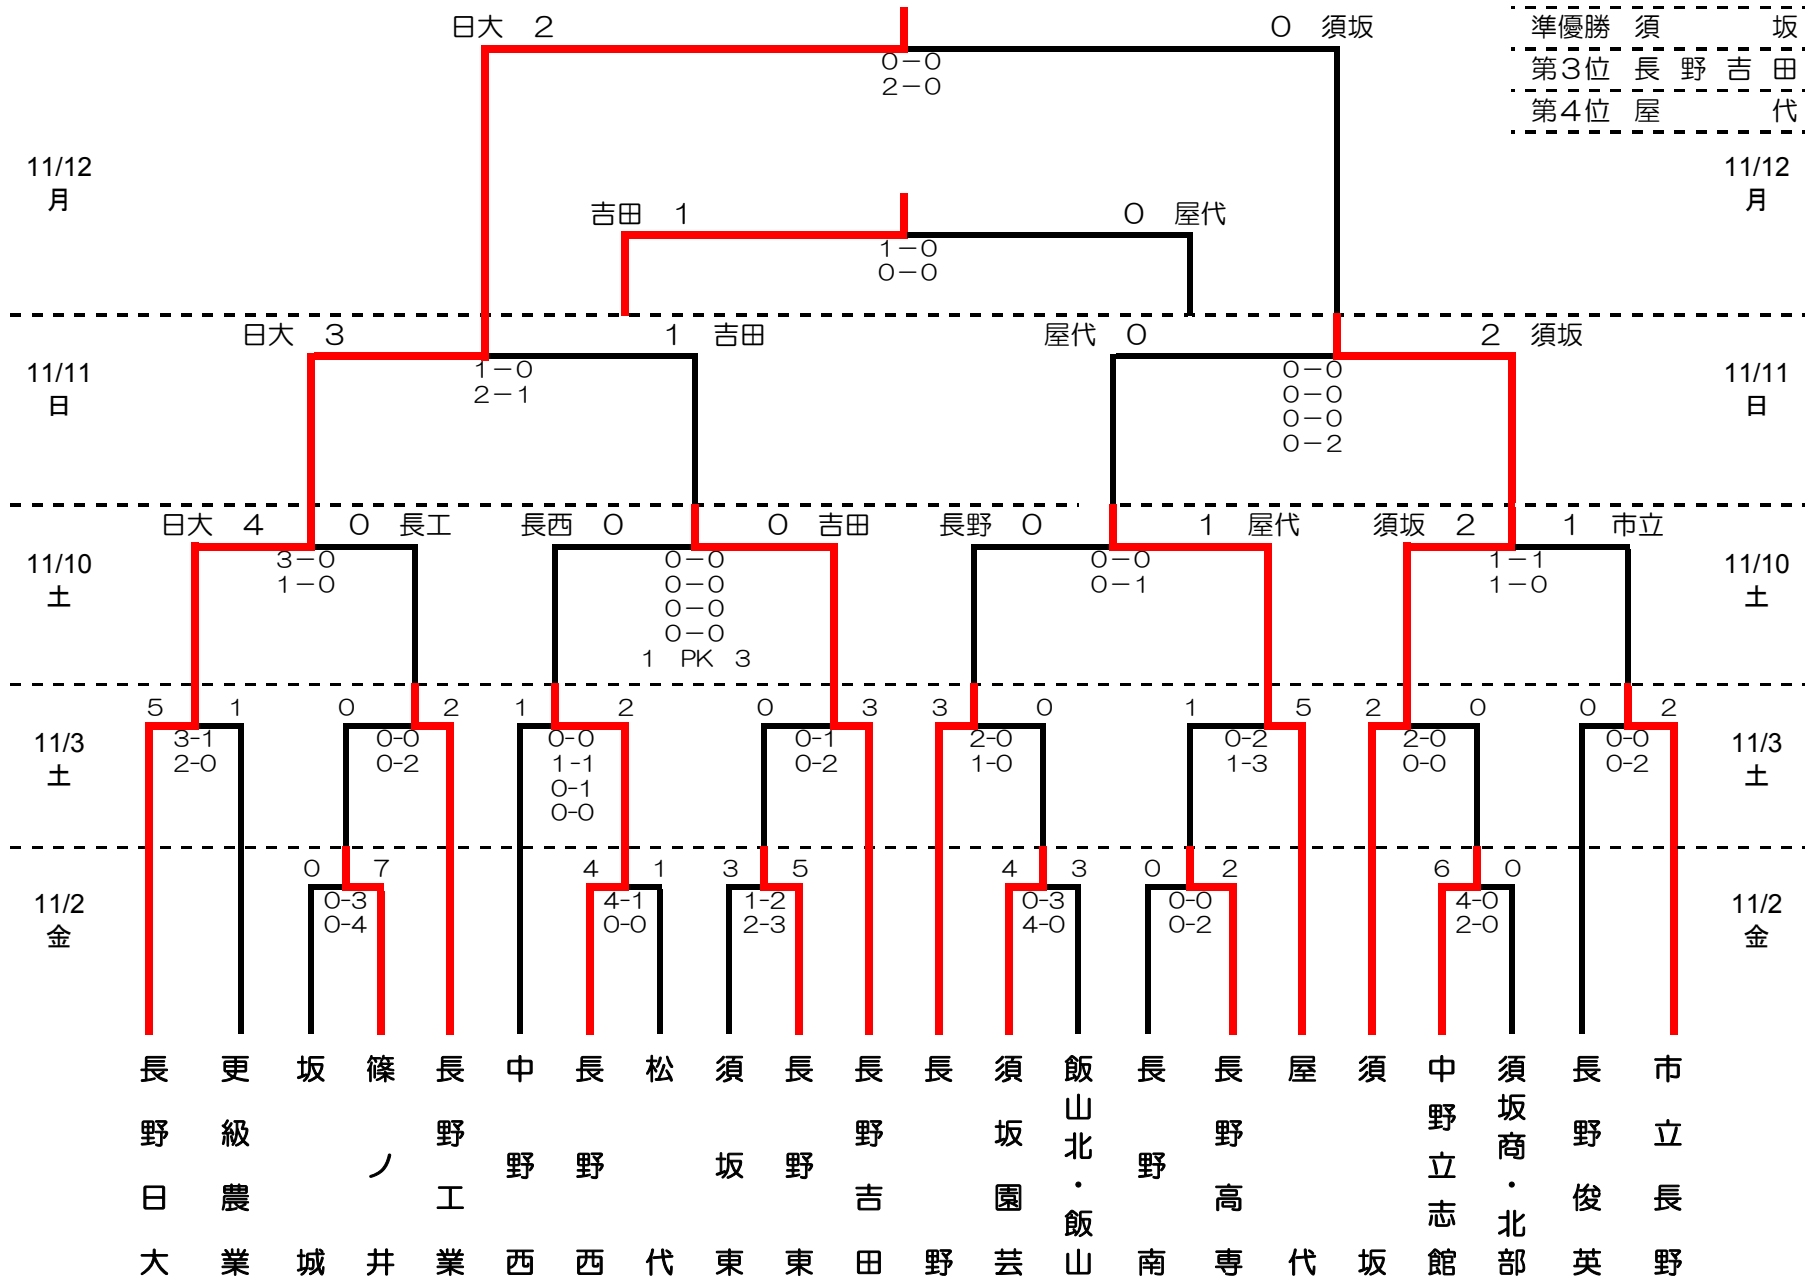 日大 2 0 須坂
0-0
2-0
準優勝 須坂
第3位 長野吉田
第4位 屋代
11/12
月
11/12
月
吉田 1 0 屋代
1-0
0-0
日大 3 1 吉田 屋代 0 2 須坂
11/11
日
1-0
2-1
0-0
0-0
0-0
0-2
11/11
日
日大 4 0 長工 長西 0 0 吉田 長野 0 1 屋代 須坂 2 1 市立
11/10
土
3-0
1-0
0-0
0-0
0-0
0-0
1 PK 3
0-0
0-1
1-1
1-0
11/10
土
5 1 0 2 1 2 0 3 3 0 1 5 2 0 0 2
11/3
土
3-1
2-0
0-0
0-2
0-0
1-1
0-1
0-0
0-1
0-2
2-0
1-0
0-2
1-3
2-0
0-0
0-0
0-2
11/3
土
0 7 4 1 3 5 4 3 0 2 6 0
11/2
金
0-3
0-4
4-1
0-0
1-2
2-3
0-3
4-0
0-0
0-2
4-0
2-0
11/2
金
長野日大
更級農業
坂城
篠ノ井
長野工業
中野西
長野西
松代
須坂東
長野東
長野吉田
長野
須坂園芸
飯山北・飯山
長野南
長野高専
屋代
須坂
中野立志館
須坂商・北部
長野俊英
市立長野